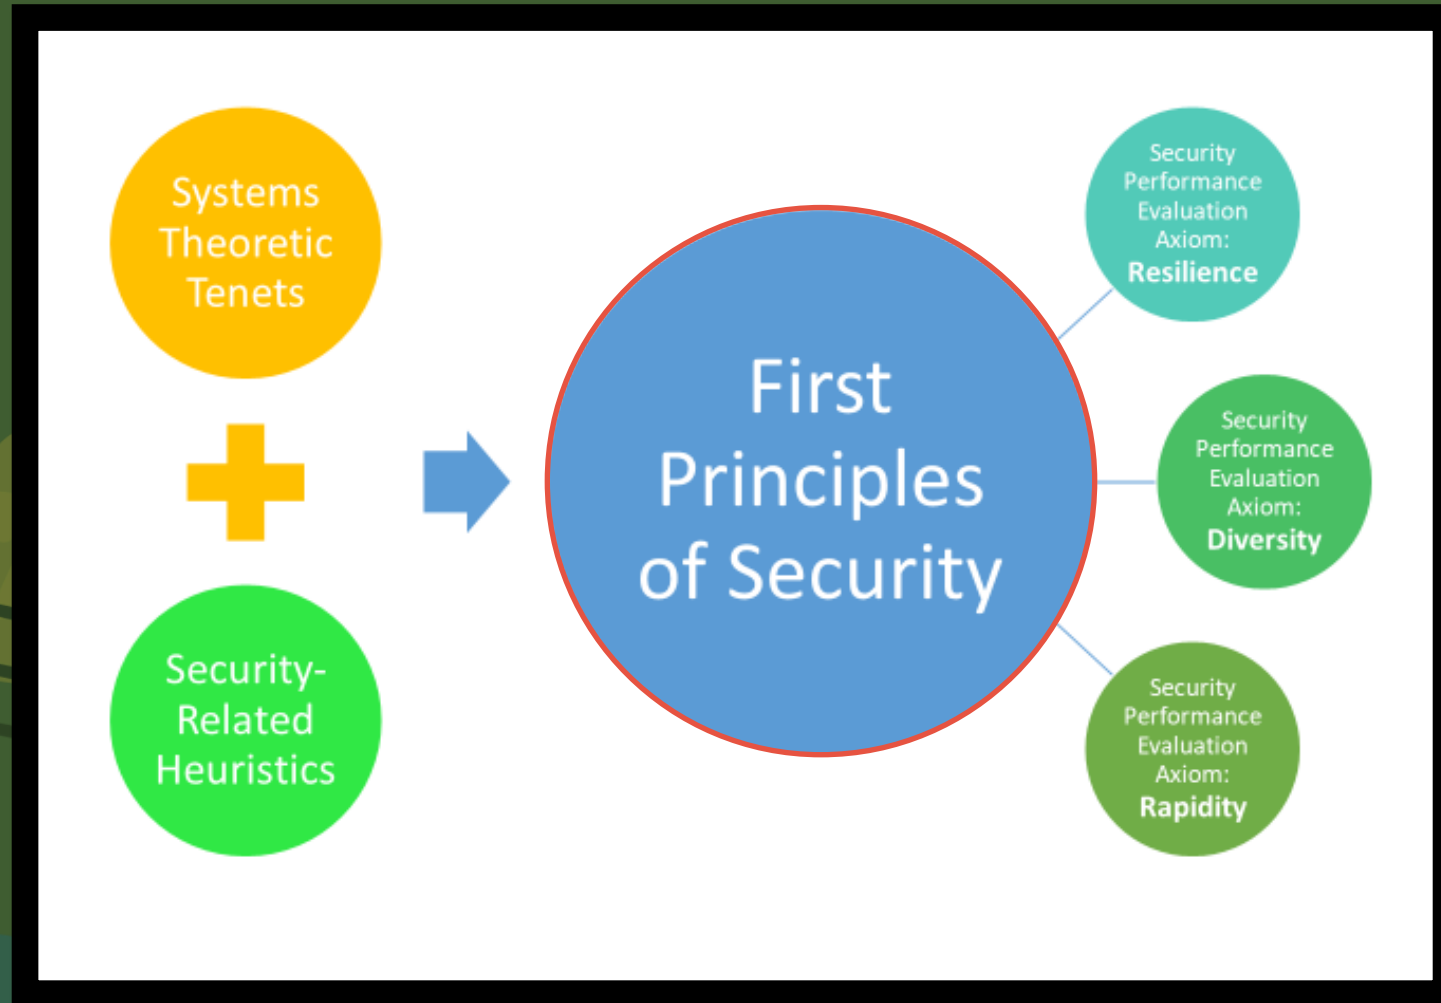 Systems
Theoretic
Tenets
Security-
Related
Heuristics
First
Principles
of Security
Security
Performance
Evaluation
Axiom:
Resilience
Security
Performance
Evaluation
Axiom:
Diversity
Security
Performance
Evaluation
Axiom:
Rapidity